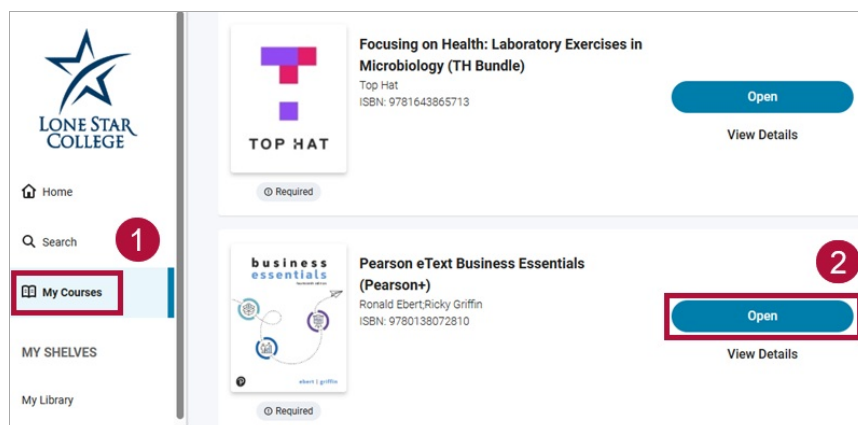 LONE STAR
COLLEGE
Home
Search
1
My Courses
MY SHELVES
My Library
TOP HAT
Required
Focusing on Health: Laboratory Exercises in
Microbiology (TH Bundle)
Top Hat
ISBN: 9781643865713
Open
View Details
business
essentials
ebert | griffin
Required
Pearson eText Business Essentials
(Pearson+)
Ronald Ebert;Ricky Griffin
ISBN: 9780138072810
2
Open
View Details